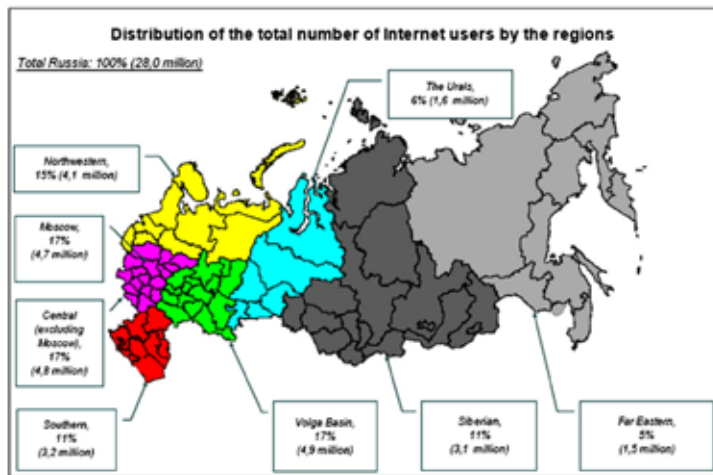 Distribution of the total number of Internet users by the regions
Total Russia: 100% (28,0 million)
The Urals,
6% (1,6 million)
Northwestern,
15% (4,1 million)
Moscow,
17%
(4,7 million)
Central
(excluding
Moscow),
17%
(4,8 million)
Southern,
11%
(3,2 million)
Volga Basin,
17%
(4,9 million)
Siberian,
11%
(3,1 million)
Far Eastern,
5%
(1,5 million)